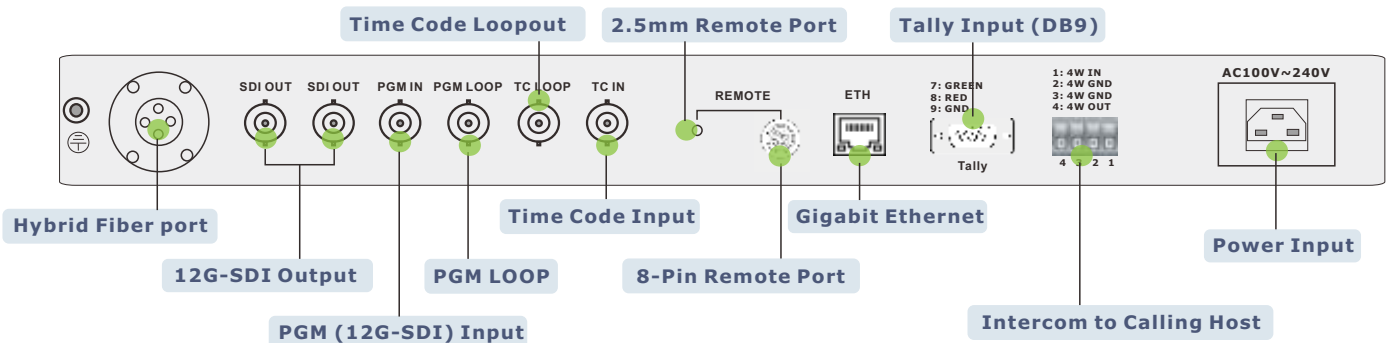 Time Code Loopout
2.5mm Remote Port
Tally Input (DB9)
SDI OUT
SDI OUT
PGM IN
PGM LOOP
TC LOOP
TC IN
REMOTE
ETH
7: GREEN
8: RED
9: GND
1: 4W IN
2: 4W GND
3: 4W GND
4: 4W OUT
AC100V~240V
Tally
4 3 2 1
Hybrid Fiber port
Time Code Input
Gigabit Ethernet
Power Input
12G-SDI Output
PGM LOOP
8-Pin Remote Port
PGM (12G-SDI) Input
Intercom to Calling Host